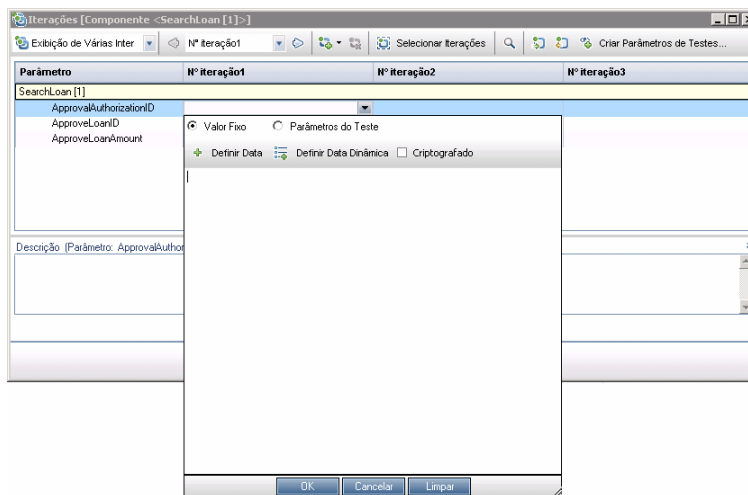 Iterações [Componente <SearchLoan [1]>]
Exibição de Várias Inter Nº iteração1 Selecionar Iterações Criar Parâmetros de Testes...
Parâmetro Nº iteração1 Nº iteração2 Nº iteração3
SearchLoan [1]
ApprovalAuthorizationID
ApproveLoanID
ApproveLoanAmount
Valor Fixo Parâmetros do Teste
Definir Data Definir Data Dinâmica Criptografado
Descrição (Parâmetro: ApprovalAuthor
OK Cancelar Limpar